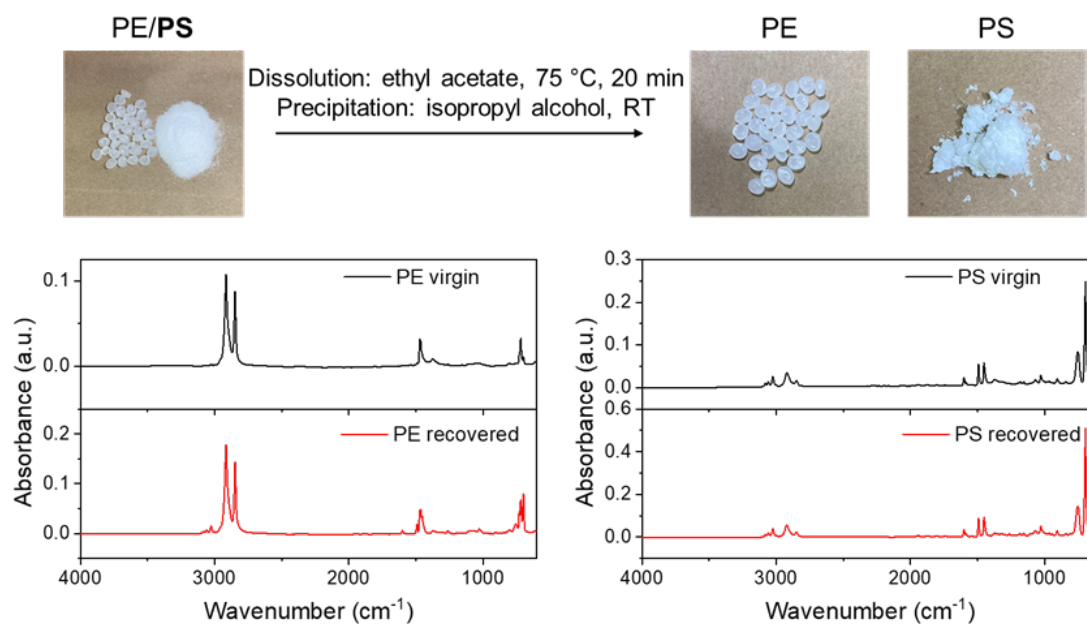 PE/PS
Dissolution: ethyl acetate, 75 °C, 20 min
Precipitation: isopropyl alcohol, RT
PE
PS
Absorbance (a.u.)
0.1
0.0
PE virgin
0.2
0.1
0.0
PE recovered
4000
3000
2000
1000
Wavenumber (cm⁻¹)
Absorbance (a.u.)
0.3
0.2
0.1
0.0
PS virgin
0.6
0.4
0.2
0.0
PS recovered
4000
3000
2000
1000
Wavenumber (cm⁻¹)